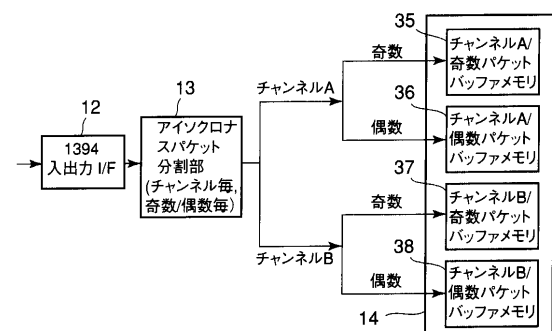 12
1394
入出力 I/F
13
アイソクロナ
スパケット
分割部
(チャンネル毎,
奇数/偶数毎)
チャンネルA
奇数
偶数
チャンネルB
奇数
偶数
35
チャンネルA/
奇数パケット
バッファメモリ
36
チャンネルA/
偶数パケット
バッファメモリ
37
チャンネルB/
奇数パケット
バッファメモリ
38
チャンネルB/
偶数パケット
バッファメモリ
14